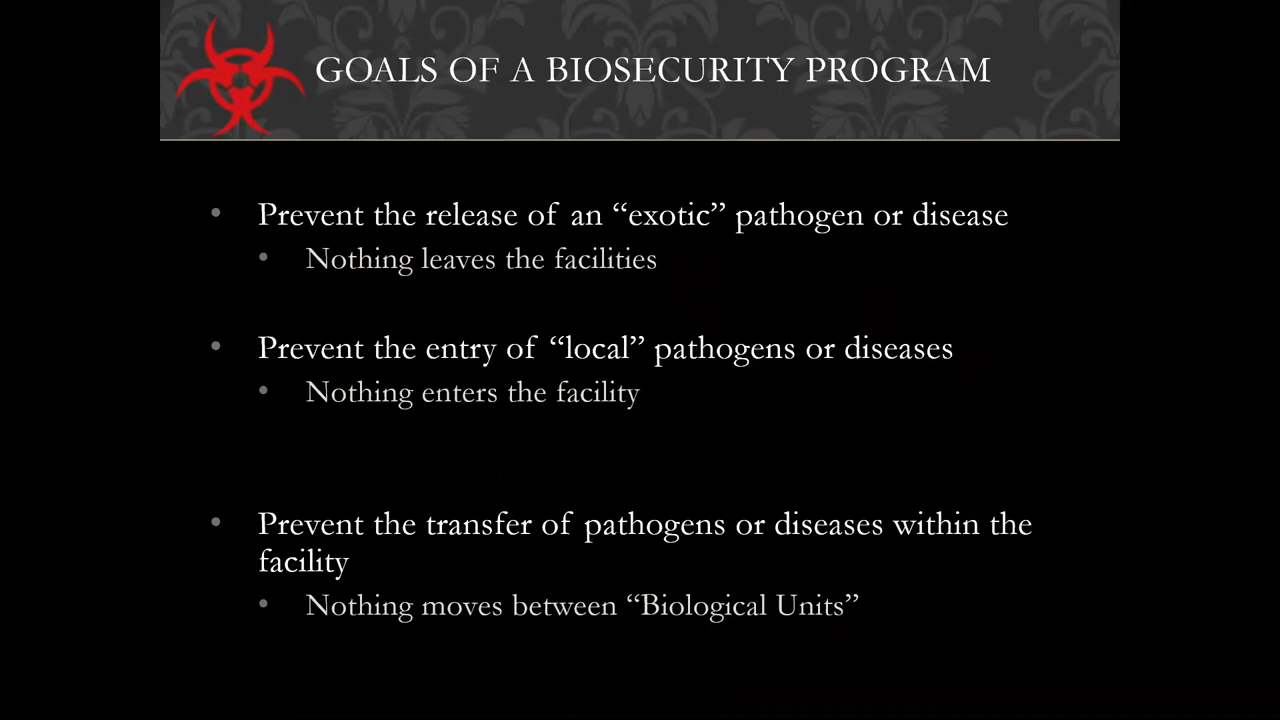 GOALS OF A BIOSECURITY PROGRAM
• Prevent the release of an “exotic” pathogen or disease
• Nothing leaves the facilities
• Prevent the entry of “local” pathogens or diseases
• Nothing enters the facility
• Prevent the transfer of pathogens or diseases within the
facility
• Nothing moves between “Biological Units”